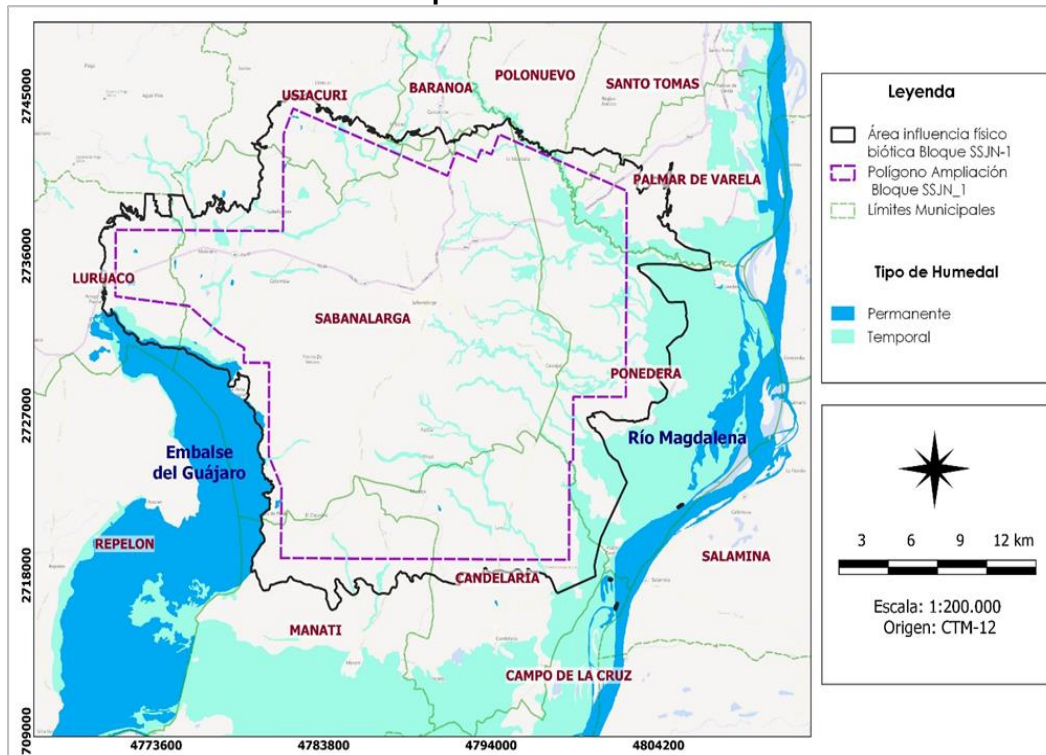 2745000
2736000
2727000
2718000
2709000
4773600
4783800
4794000
4804200
USIACURI
BARANOA
POLONUEVO
SANTO TOMAS
PALMAR DE VARELA
LURUACO
SABANALARGA
PONEDERA
Embalse
del Guájaro
Río Magdalena
REPELON
SALAMINA
CANDELARIA
MANATI
CAMPO DE LA CRUZ
Leyenda
Área influencia físico
biótica Bloque SSJN-1
Polígono Ampliación
Bloque SSJN_1
Límites Municipales
Tipo de Humedal
Permanente
Temporal
3 6 9 12 km
Escala: 1:200.000
Origen: CTM-12